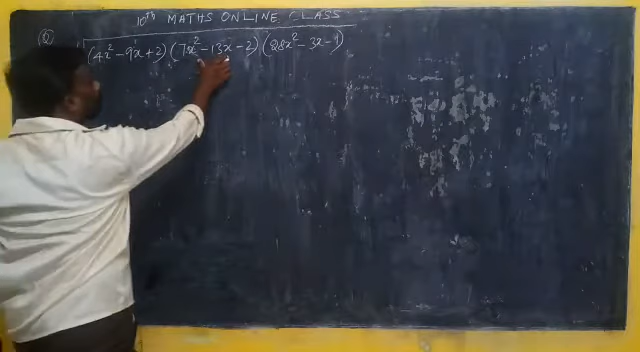 10th MATHS ONLINE CLASS
Q) √(4x² - 9x + 2) (7x² - 13x - 2) (28x² - 3x - 1)